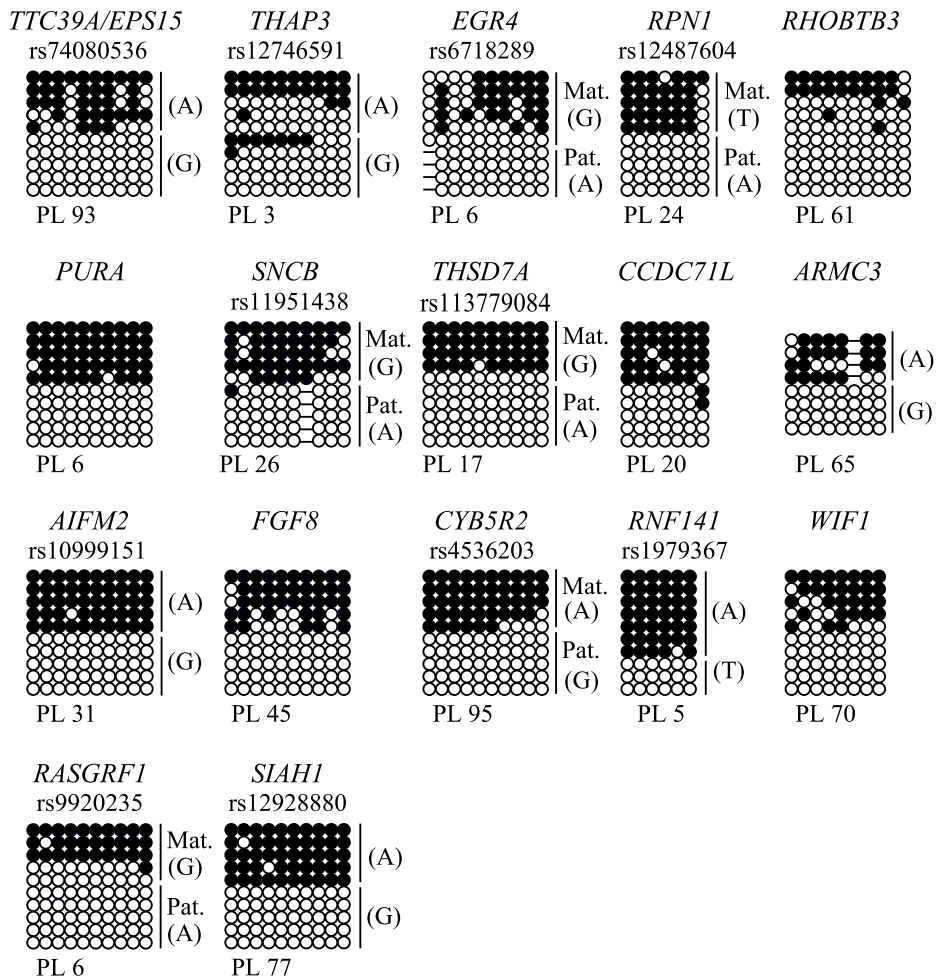 TTC39A/EPS15 THAP3 EGR4 RPN1 RHOBTB3
rs74080536 rs12746591 rs6718289 rs12487604
(A) (A) Mat. (G) Mat. (T)
(G) (G) Pat. (A) Pat. (A)
PL 93 PL 3 PL 6 PL 24 PL 61
PURA SNCB THSD7A CCDC71L ARMC3
rs11951438 rs113779084
Mat. (G) Mat. (G) (A)
Pat. (A) Pat. (A) (G)
PL 6 PL 26 PL 17 PL 20 PL 65
AIFM2 FGF8 CYB5R2 RNF141 WIF1
rs10999151 rs4536203 rs1979367
(A) Mat. (A) (A)
(G) Pat. (G) (T)
PL 31 PL 45 PL 95 PL 5 PL 70
RASGRF1 SIAH1
rs9920235 rs12928880
Mat. (G) (A)
Pat. (A) (G)
PL 6 PL 77